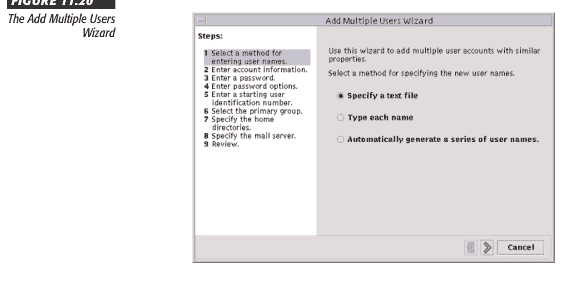 FIGURE 11.20
The Add Multiple Users
Wizard
Add Multiple Users Wizard
Steps:
1 Select a method for
entering user names.
2 Enter account information.
3 Enter a password.
4 Enter password options.
5 Enter a starting user
identification number.
6 Select the primary group.
7 Specify the home
directories.
8 Specify the mail server.
9 Review.
Use this wizard to add multiple user accounts with similar
properties.
Select a method for specifying the new user names.
Specify a text file
Type each name
Automatically generate a series of user names.
Cancel